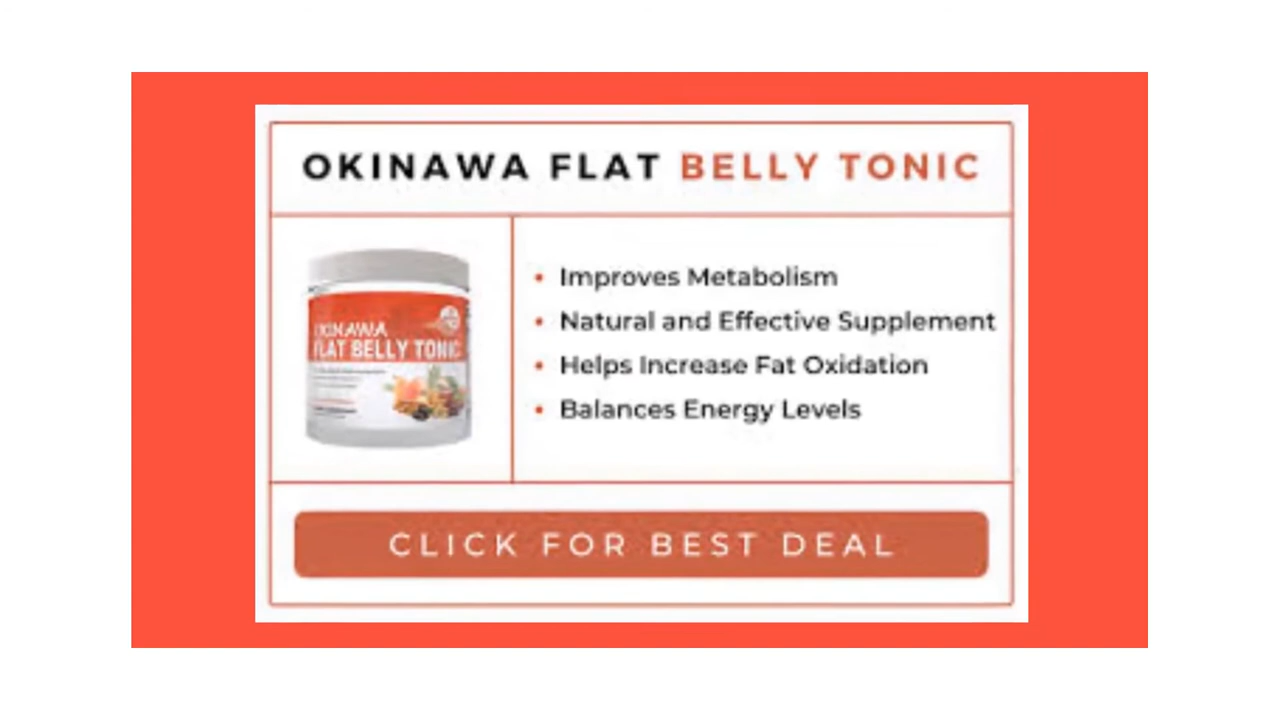 OKINAWA FLAT BELLY TONIC
OKINAWA
FLAT BELLY TONIC
• Improves Metabolism
• Natural and Effective Supplement
• Helps Increase Fat Oxidation
• Balances Energy Levels
CLICK FOR BEST DEAL